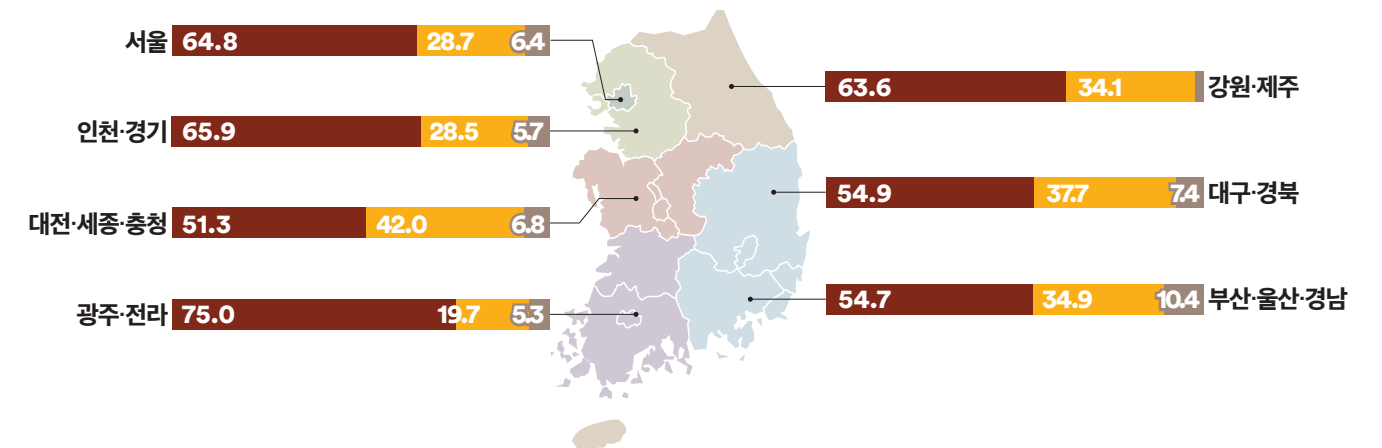 서울 64.8 28.7 6.4
인천·경기 65.9 28.5 5.7
대전·세종·충청 51.3 42.0 6.8
광주·전라 75.0 19.7 5.3
63.6 34.1 강원·제주
54.9 37.7 7.4 대구·경북
54.7 34.9 10.4 부산·울산·경남